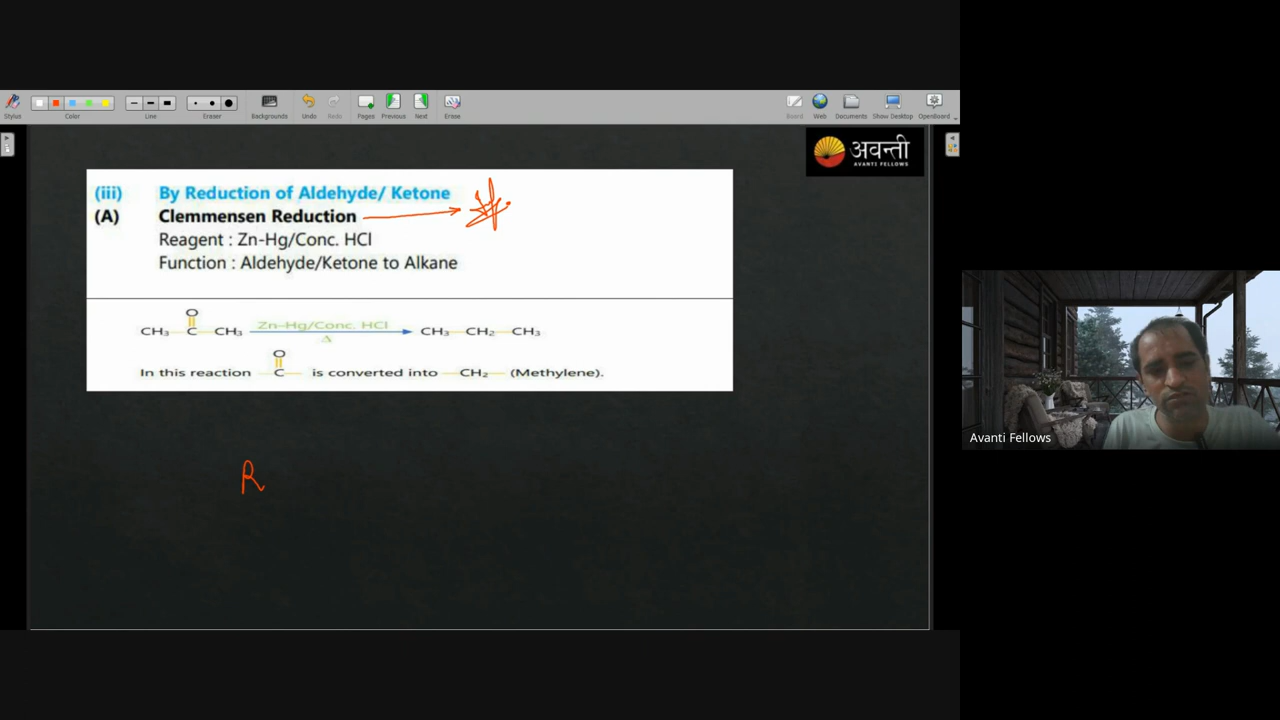 Stylus
Color
Line
Eraser
Backgrounds
Undo
Redo
Pages
Previous
Next
Erase
Board
Web
Documents
Show Desktop
OpenBoard
अवन्ती
AVANTI FELLOWS
(iii) By Reduction of Aldehyde/ Ketone
(A) Clemmensen Reduction
Reagent : Zn-Hg/Conc. HCl
Function : Aldehyde/Ketone to Alkane
O
CH₃ C CH₃ Zn-Hg/Conc. HCl CH₃ CH₂ CH₃
Δ
O
In this reaction C is converted into CH₂ (Methylene).
R
Avanti Fellows